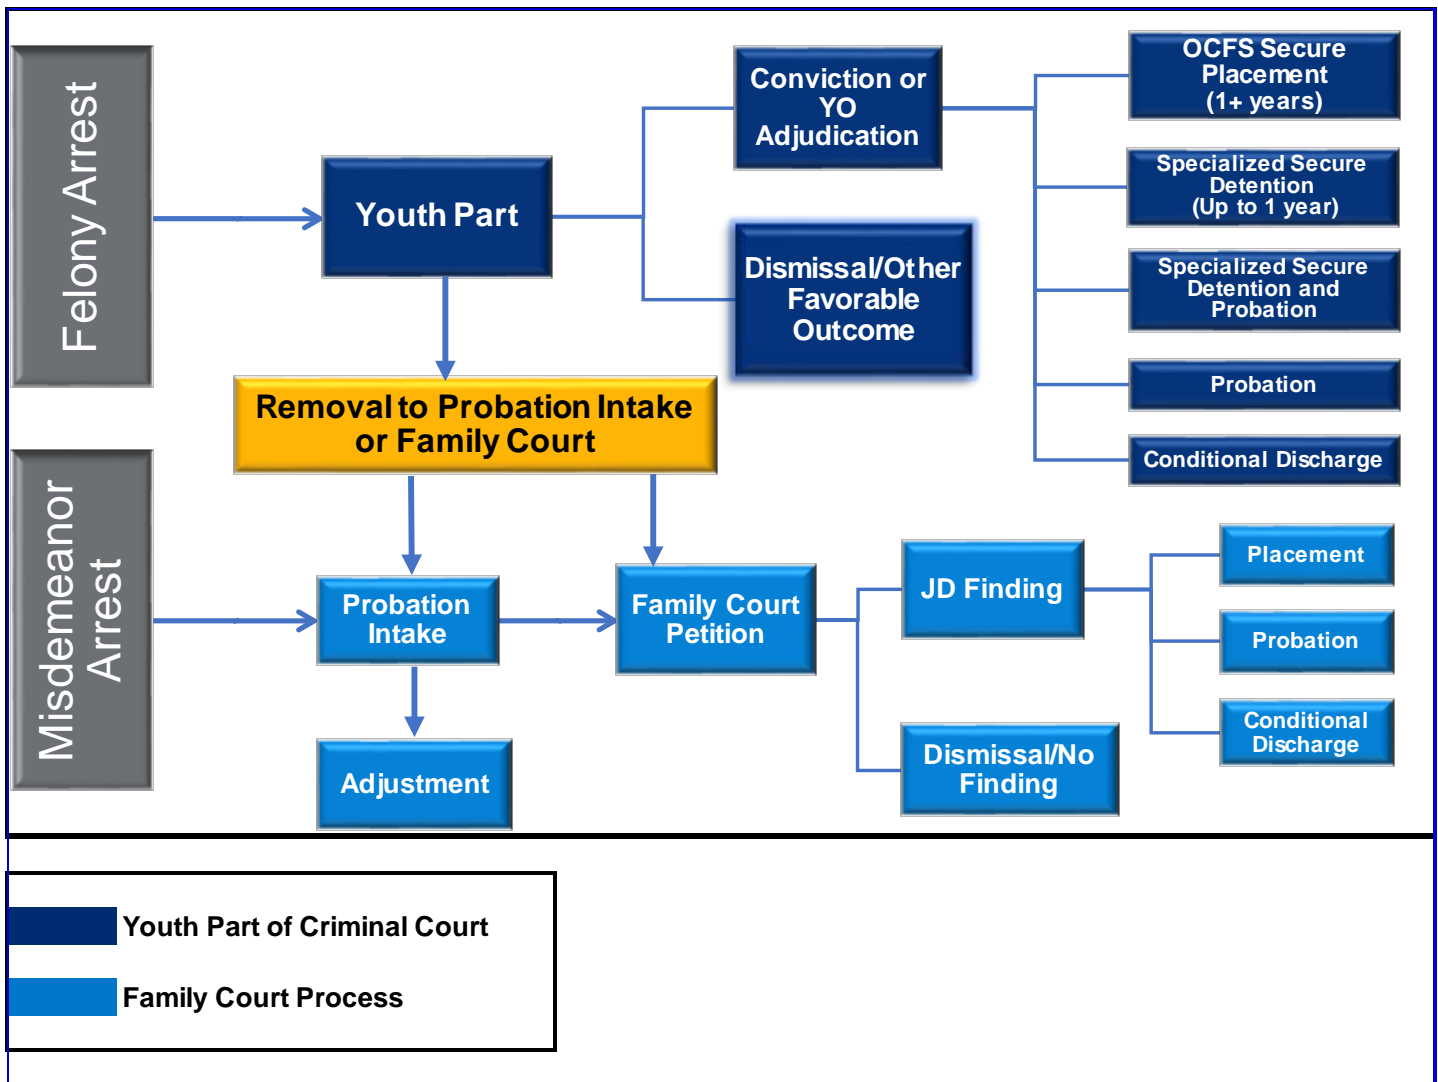 Felony Arrest
Youth Part
Conviction or
YO
Adjudication
Dismissal/Other
Favorable
Outcome
OCFS Secure
Placement
(1+ years)
Specialized Secure
Detention
(Up to 1 year)
Specialized Secure
Detention and
Probation
Probation
Conditional Discharge
Removal to Probation Intake
or Family Court
Misdemeanor
Arrest
Probation
Intake
Adjustment
Family Court
Petition
JD Finding
Dismissal/No
Finding
Placement
Probation
Conditional
Discharge
Youth Part of Criminal Court
Family Court Process